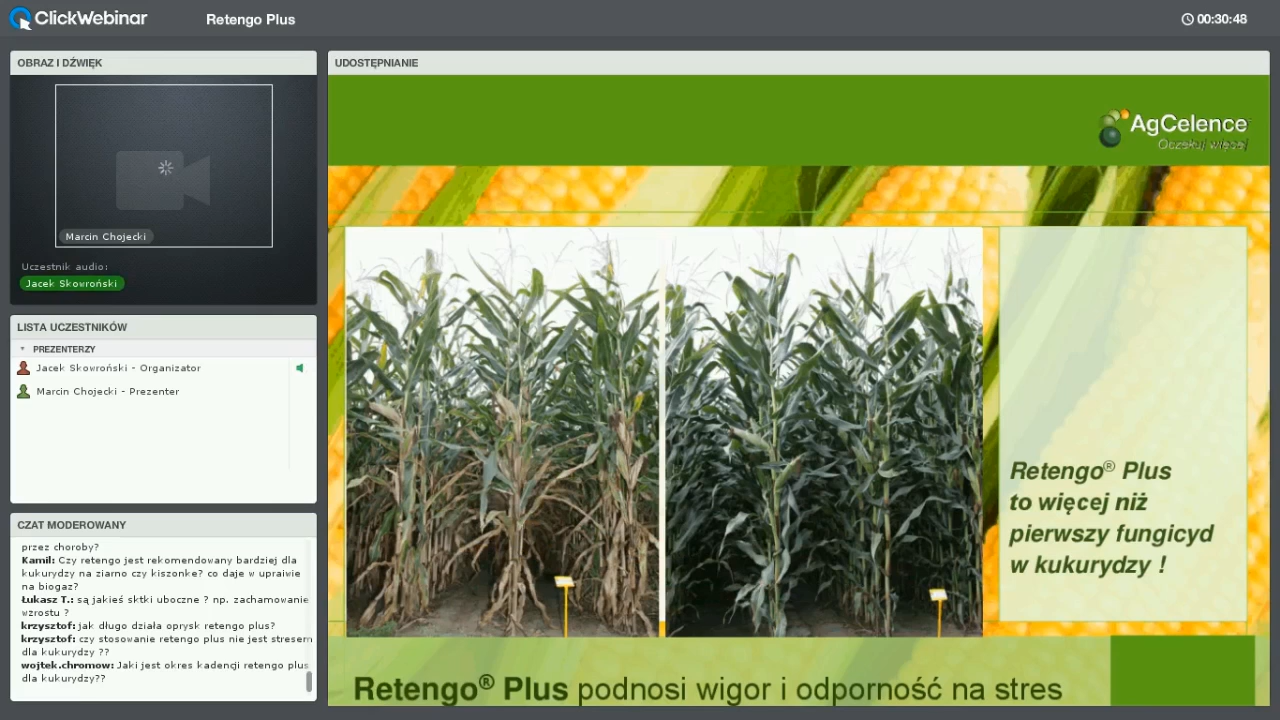 ClickWebinar
Retengo Plus
00:30:48
OBRAZ I DŹWIĘK
Marcin Chojecki
Uczestnik audio:
Jacek Skowroński
LISTA UCZESTNIKÓW
PREZENTERZY
Jacek Skowroński - Organizator
Marcin Chojecki - Prezenter
CZAT MODEROWANY
przez choroby?
Kamil: Czy retengo jest rekomendowany bardziej dla
kukurydzy na ziarno czy kiszonke? co daje w upraiwie
na biogaz?
Łukasz T.: są jakieś sktki uboczne ? np. zachamowanie
wzrostu ?
krzysztof: jak długo działa oprysk retengo plus?
krzysztof: czy stosowanie retengo plus nie jest stresem
dla kukurydzy ??
wojtek.chromow: Jaki jest okres kadencji retengo plus
dla kukurydzy??
UDOSTĘPNIANIE
AgCelence
Oczekuj więcej
Retengo® Plus
to więcej niż
pierwszy fungicyd
w kukurydzy !
Retengo® Plus podnosi wigor i odporność na stres